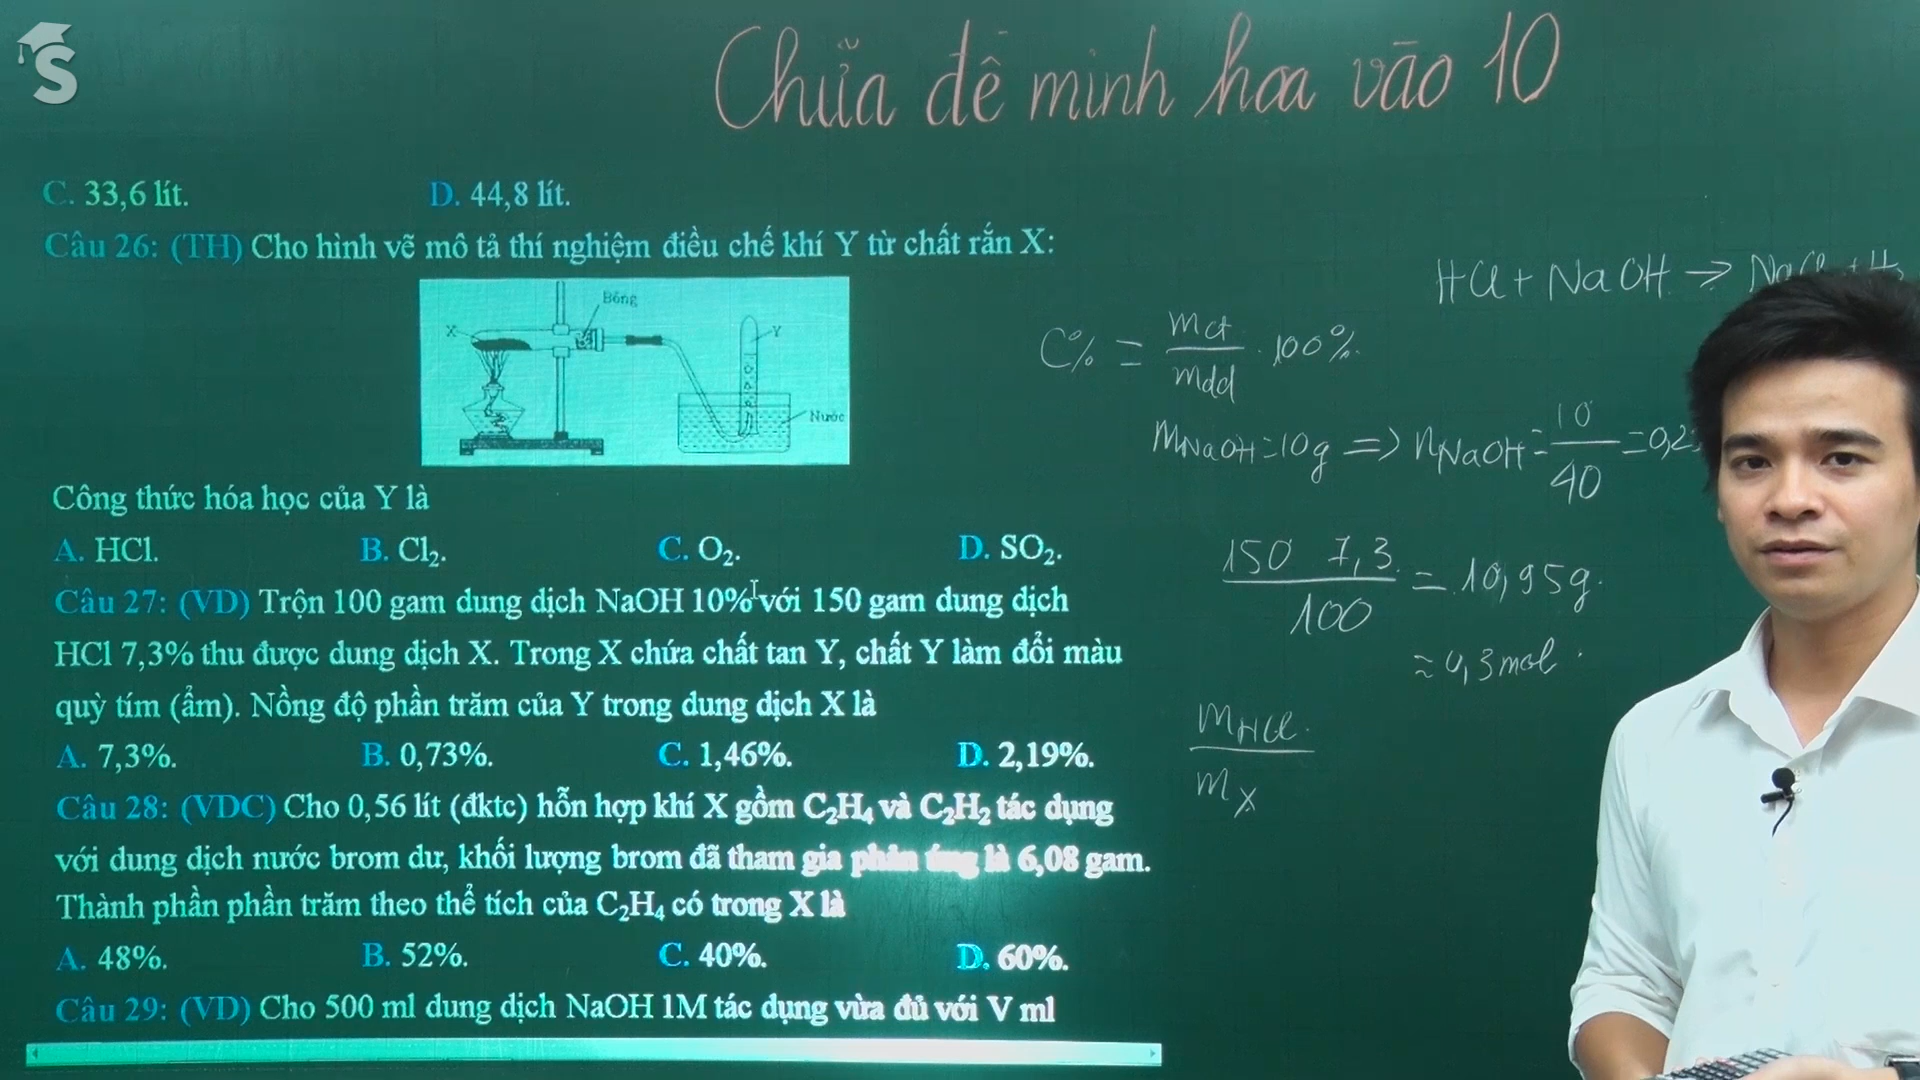 S
Chữa đề minh hoa vào 10
C. 33,6 lít. D. 44,8 lít.
Câu 26: (TH) Cho hình vẽ mô tả thí nghiệm điều chế khí Y từ chất rắn X:
Bông
X
Y
Nước
Công thức hóa học của Y là
A. HCl. B. Cl₂. C. O₂. D. SO₂.
Câu 27: (VD) Trộn 100 gam dung dịch NaOH 10% với 150 gam dung dịch
HCl 7,3% thu được dung dịch X. Trong X chứa chất tan Y, chất Y làm đổi màu
quỳ tím (ẩm). Nồng độ phần trăm của Y trong dung dịch X là
A. 7,3%. B. 0,73%. C. 1,46%. D. 2,19%.
Câu 28: (VDC) Cho 0,56 lít (đktc) hỗn hợp khí X gồm C₂H₄ và C₂H₂ tác dụng
với dung dịch nước brom dư, khối lượng brom đã tham gia phản ứng là 6,08 gam.
Thành phần phần trăm theo thể tích của C₂H₄ có trong X là
A. 48%. B. 52%. C. 40%. D. 60%.
Câu 29: (VD) Cho 500 ml dung dịch NaOH 1M tác dụng vừa đủ với V ml
HCl + NaOH →
C% = mct / mdd . 100%
mNaOH = 10g => nNaOH = 10 / 40 = 0,2
150 7,3 / 100 = 10,95g.
= 0,3 mol.
mHCl
mX